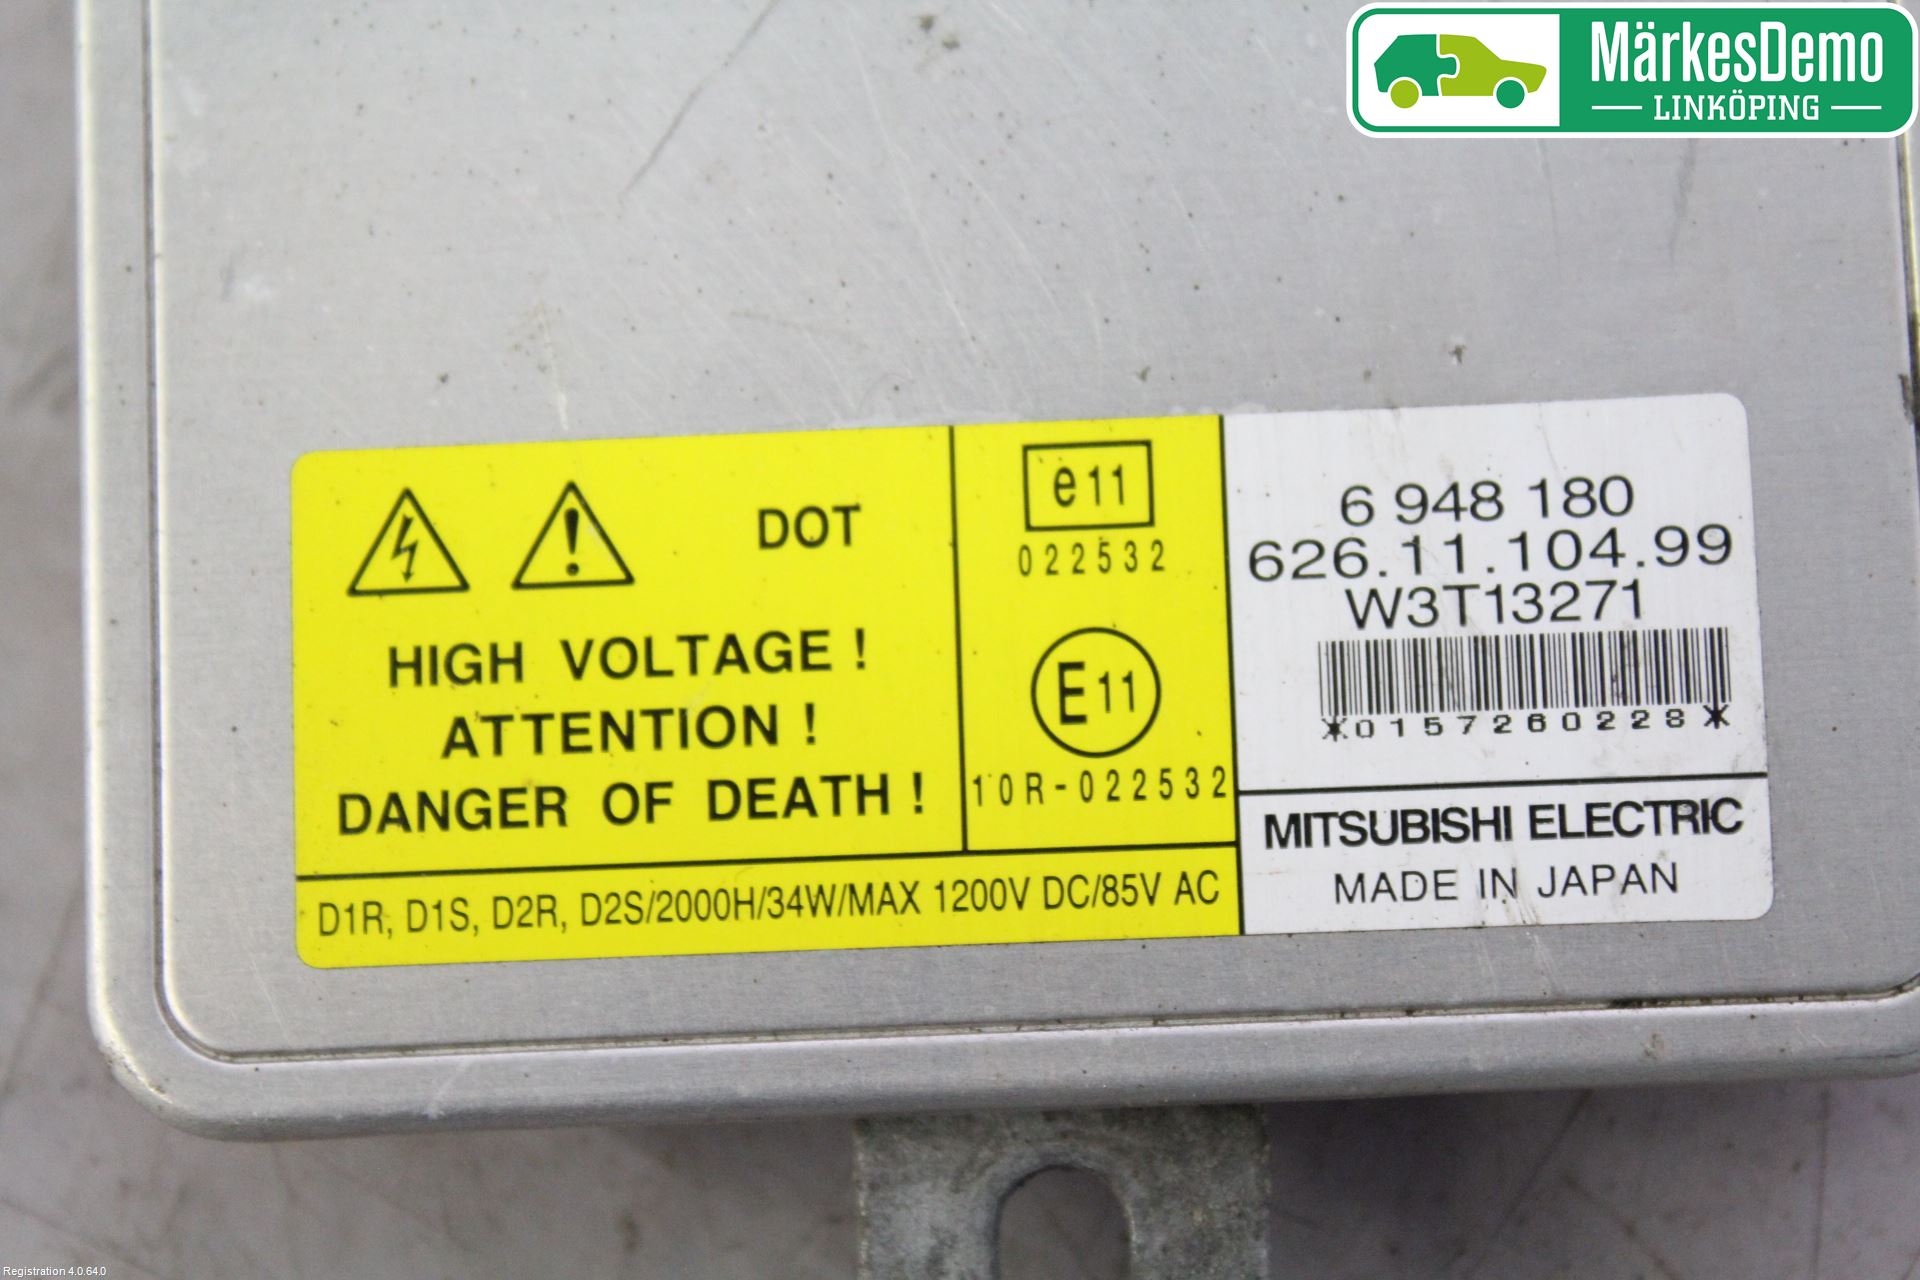 MärkesDemo
LINKÖPING
DOT
HIGH VOLTAGE !
ATTENTION !
DANGER OF DEATH !
e11
022532
E11
10R-022532
D1R, D1S, D2R, D2S/2000H/34W/MAX 1200V DC/85V AC
6 948 180
626.11.104.99
W3T13271
*0157260228*
MITSUBISHI ELECTRIC
MADE IN JAPAN
Registration 4.0.64.0